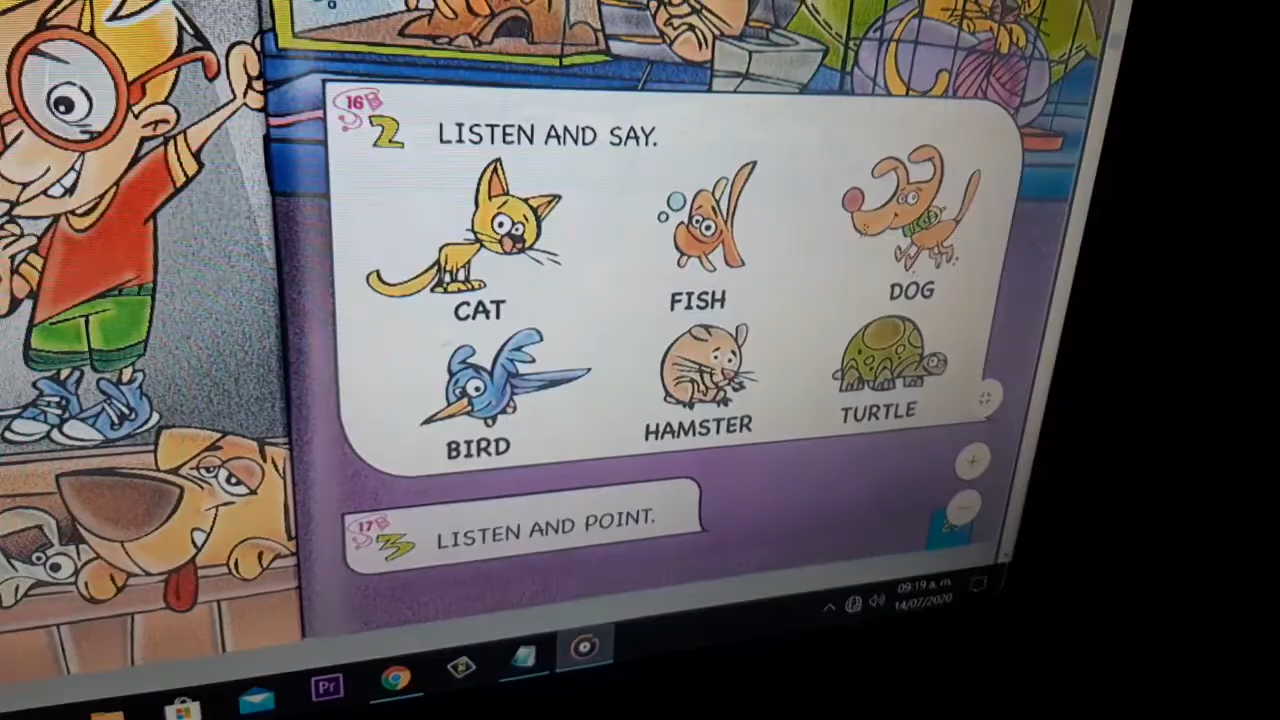 16
2 LISTEN AND SAY.
CAT FISH DOG
BIRD HAMSTER TURTLE
17
3 LISTEN AND POINT.
09:19 a. m.
14/07/2020
Pr